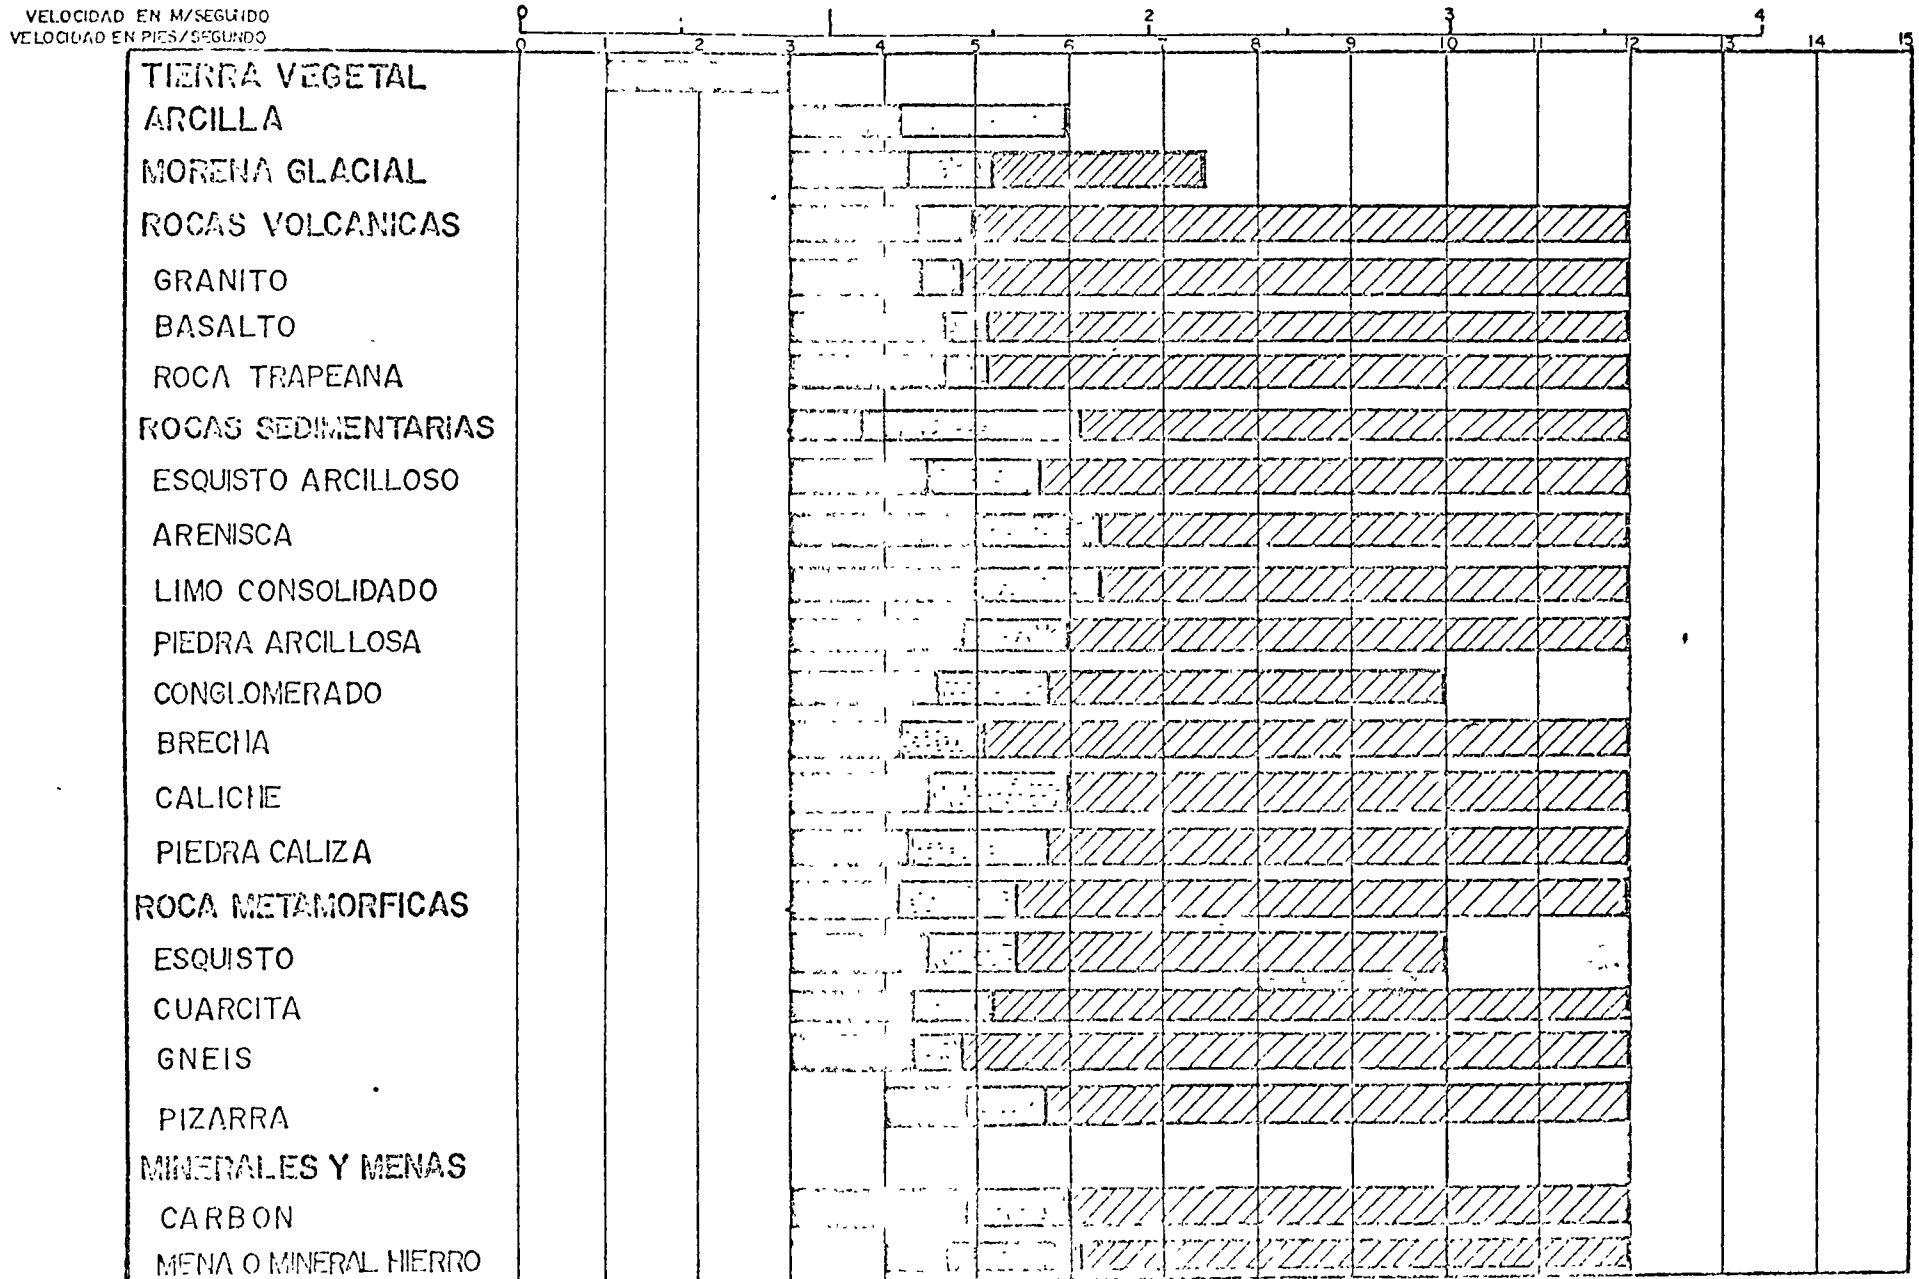 VELOCIDAD EN M/SEGUNDO 0 2 3 4
VELOCIDAD EN PIES/SEGUNDO 0 1 2 3 4 5 6 7 8 9 10 11 12 13 14 15
TIERRA VEGETAL
ARCILLA
MORENA GLACIAL
ROCAS VOLCANICAS
GRANITO
BASALTO
ROCA TRAPEANA
ROCAS SEDIMENTARIAS
ESQUISTO ARCILLOSO
ARENISCA
LIMO CONSOLIDADO
PIEDRA ARCILLOSA
CONGLOMERADO
BRECHA
CALICHE
PIEDRA CALIZA
ROCA METAMORFICAS
ESQUISTO
CUARCITA
GNEIS
PIZARRA
MINERALES Y MENAS
CARBON
MENA O MINERAL HIERRO